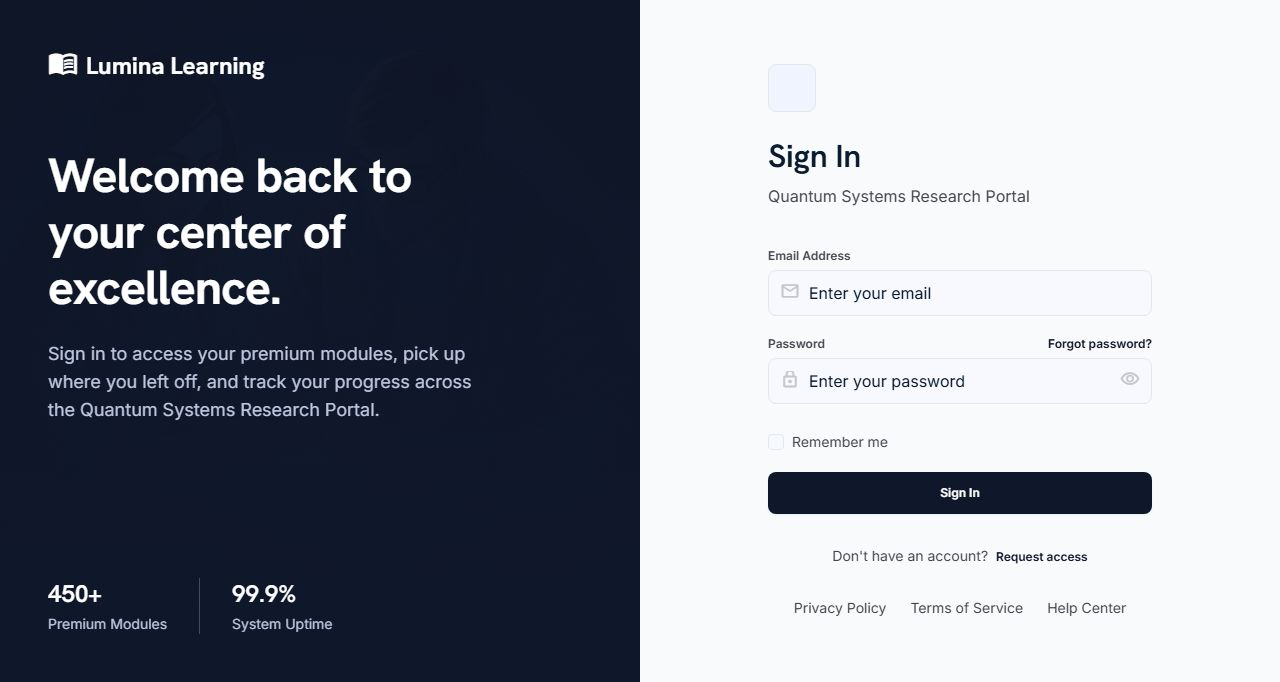 Lumina Learning
Welcome back to
your center of
excellence.
Sign in to access your premium modules, pick up
where you left off, and track your progress across
the Quantum Systems Research Portal.
450+
Premium Modules
99.9%
System Uptime
Sign In
Quantum Systems Research Portal
Email Address
Enter your email
Password
Forgot password?
Enter your password
Remember me
Sign In
Don't have an account? Request access
Privacy Policy
Terms of Service
Help Center